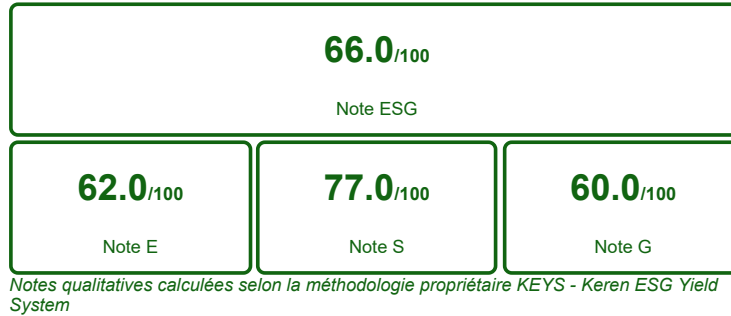 66.0/100
Note ESG
62.0/100
77.0/100
60.0/100
Note E
Note S
Note G
Notes qualitatives calculées selon la méthodologie propriétaire KEYS - Keren ESG Yield
System